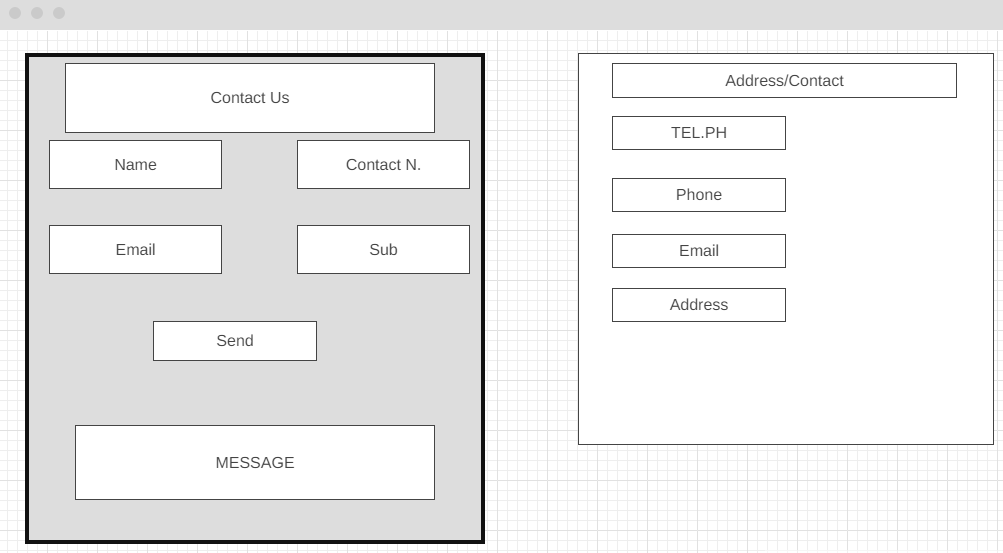 Contact Us
Name
Contact N.
Email
Sub
Send
MESSAGE
Address/Contact
TEL.PH
Phone
Email
Address